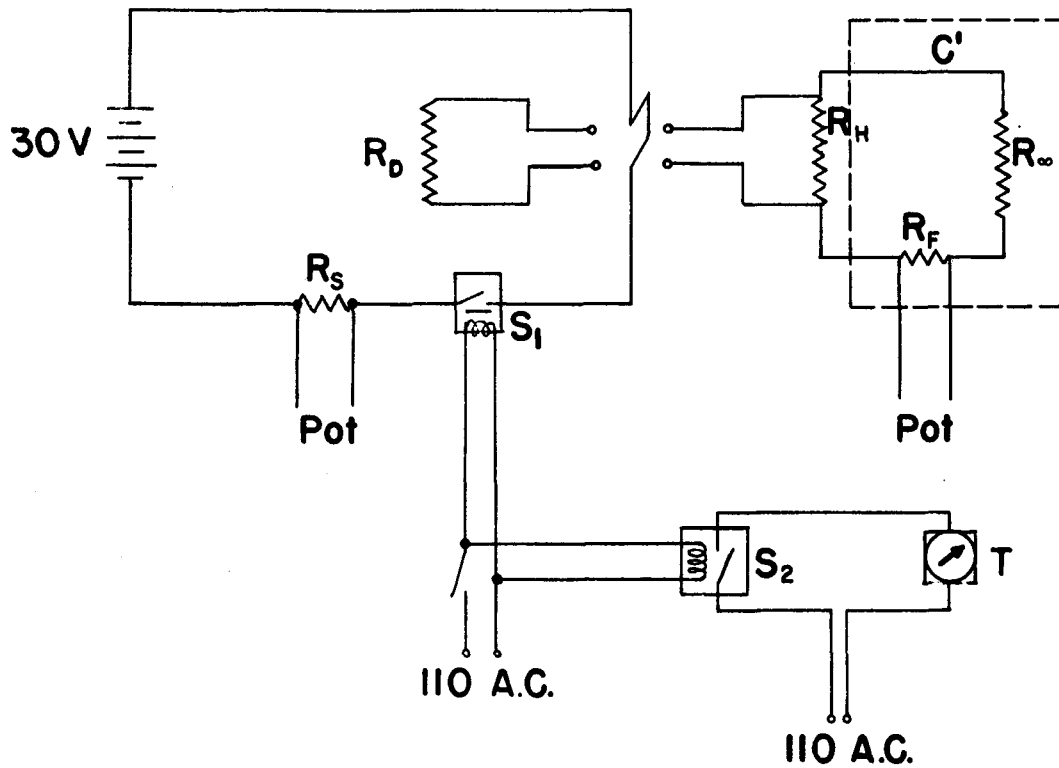 C'
30 V
R_D
R_H
R_∞
R_F
R_S
S_1
Pot
Pot
S_2
T
110 A.C.
110 A.C.